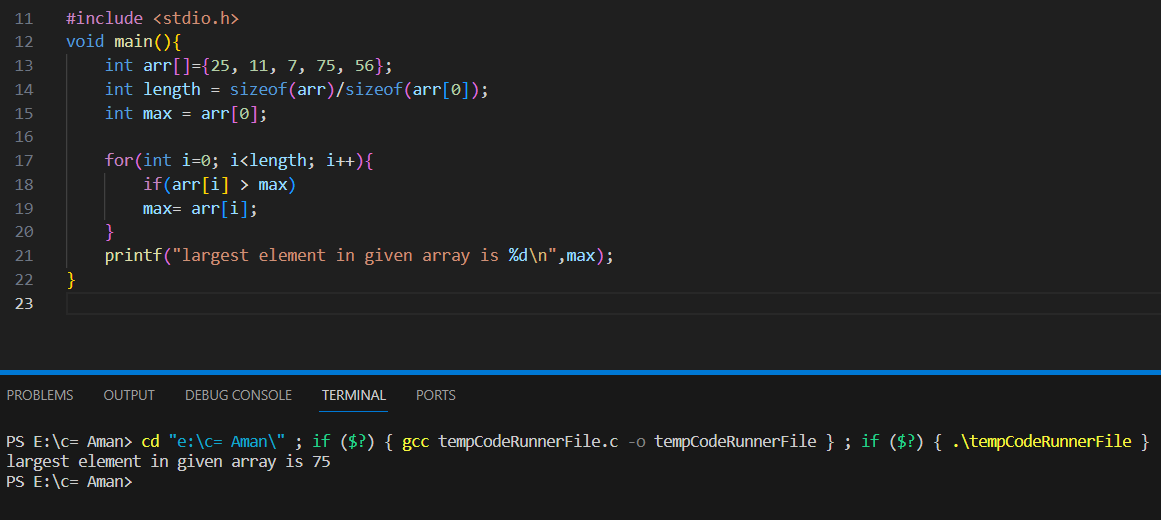 11 #include <stdio.h>
12 void main(){
13     int arr[]={25, 11, 7, 75, 56};
14     int length = sizeof(arr)/sizeof(arr[0]);
15     int max = arr[0];
16
17     for(int i=0; i<length; i++){
18         if(arr[i] > max)
19         max= arr[i];
20     }
21     printf("largest element in given array is %d\n",max);
22 }
23
PROBLEMS OUTPUT DEBUG CONSOLE TERMINAL PORTS
PS E:\c= Aman> cd "e:\c= Aman\" ; if ($?) { gcc tempCodeRunnerFile.c -o tempCodeRunnerFile } ; if ($?) { .\tempCodeRunnerFile }
largest element in given array is 75
PS E:\c= Aman>